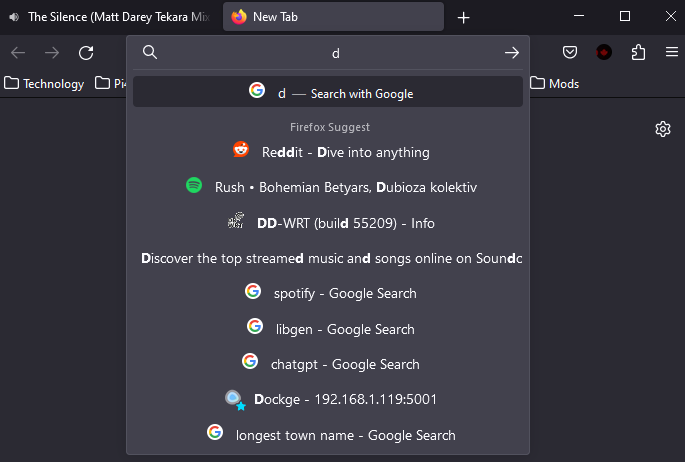 The Silence (Matt Darey Tekara Mix
New Tab
d
Technology
Mods
d — Search with Google
Firefox Suggest
Reddit - Dive into anything
Rush • Bohemian Betyars, Dubioza kolektiv
DD-WRT (build 55209) - Info
Discover the top streamed music and songs online on Soundc
spotify - Google Search
libgen - Google Search
chatgpt - Google Search
Dockge - 192.168.1.119:5001
longest town name - Google Search